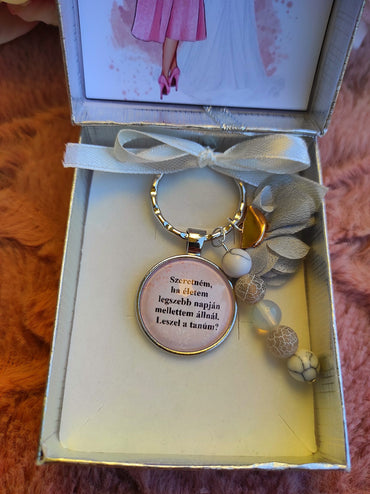 Szeretném,
ha életem
legszebb napján
mellettem állnál.
Leszel a tanúm?